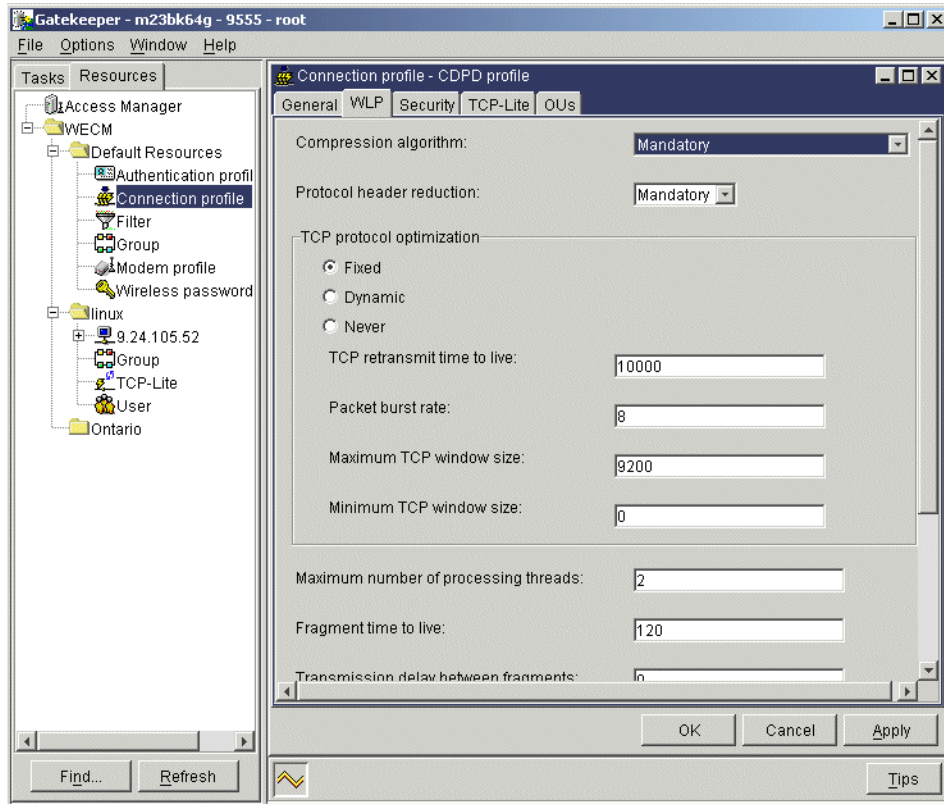 Gatekeeper - m23bk64g - 9555 - root
File Options Window Help
Tasks Resources
Access Manager
WECM
Default Resources
Authentication profil
Connection profile
Filter
Group
Modem profile
Wireless password
linux
9.24.105.52
Group
TCP-Lite
User
Ontario
Find... Refresh
Connection profile - CDPD profile
General WLP Security TCP-Lite OUs
Compression algorithm: Mandatory
Protocol header reduction: Mandatory
TCP protocol optimization
Fixed
Dynamic
Never
TCP retransmit time to live: 10000
Packet burst rate: 8
Maximum TCP window size: 9200
Minimum TCP window size: 0
Maximum number of processing threads: 2
Fragment time to live: 120
Transmission delay between fragments: 0
OK Cancel Apply
Tips